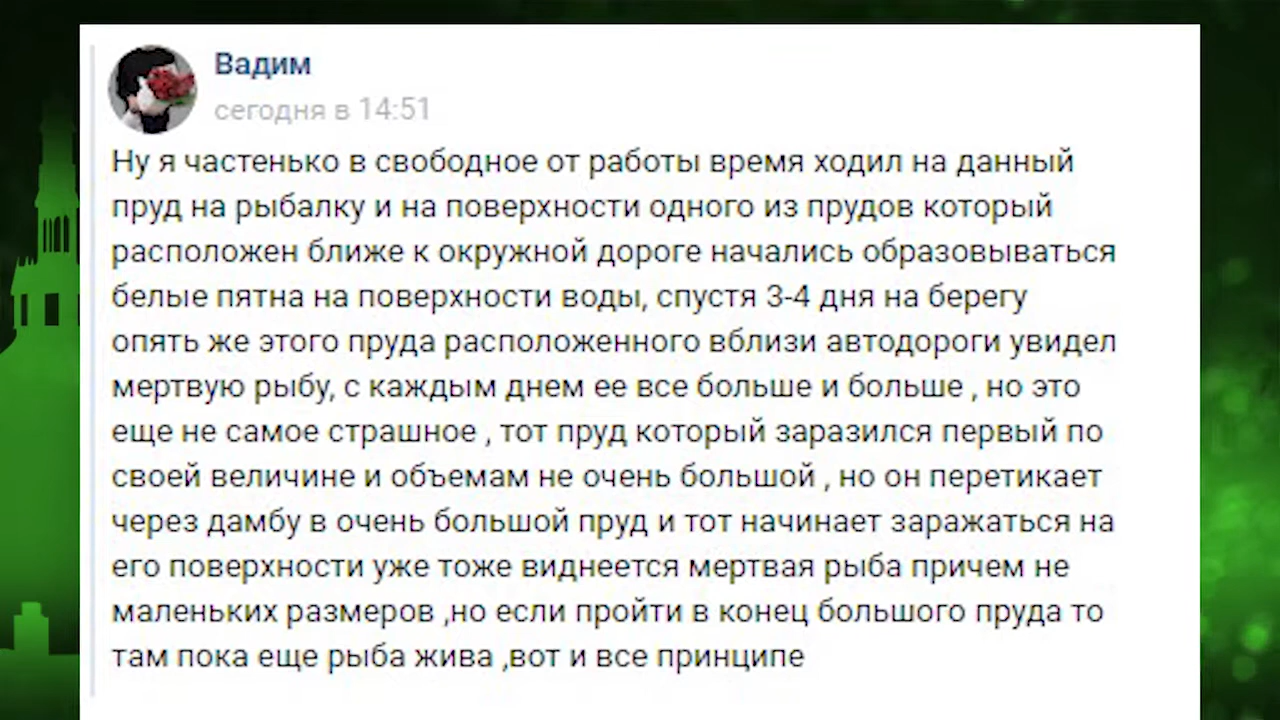 Вадим
сегодня в 14:51
Ну я частенько в свободное от работы время ходил на данный
пруд на рыбалку и на поверхности одного из прудов который
расположен ближе к окружной дороге начались образовываться
белые пятна на поверхности воды, спустя 3-4 дня на берегу
опять же этого пруда расположенного вблизи автодороги увидел
мертвую рыбу, с каждым днем ее все больше и больше , но это
еще не самое страшное , тот пруд который заразился первый по
своей величине и объемам не очень большой , но он перетикает
через дамбу в очень большой пруд и тот начинает заражаться на
его поверхности уже тоже виднеется мертвая рыба причем не
маленьких размеров ,но если пройти в конец большого пруда то
там пока еще рыба жива ,вот и все принципе